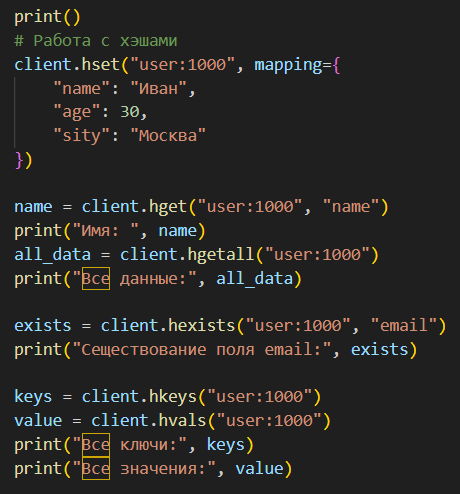 print()
# Работа с хэшами
client.hset("user:1000", mapping={
    "name": "Иван",
    "age": 30,
    "sity": "Москва"
})

name = client.hget("user:1000", "name")
print("Имя: ", name)
all_data = client.hgetall("user:1000")
print("Все данные:", all_data)

exists = client.hexists("user:1000", "email")
print("Сеществование поля email:", exists)

keys = client.hkeys("user:1000")
value = client.hvals("user:1000")
print("Все ключи:", keys)
print("Все значения:", value)